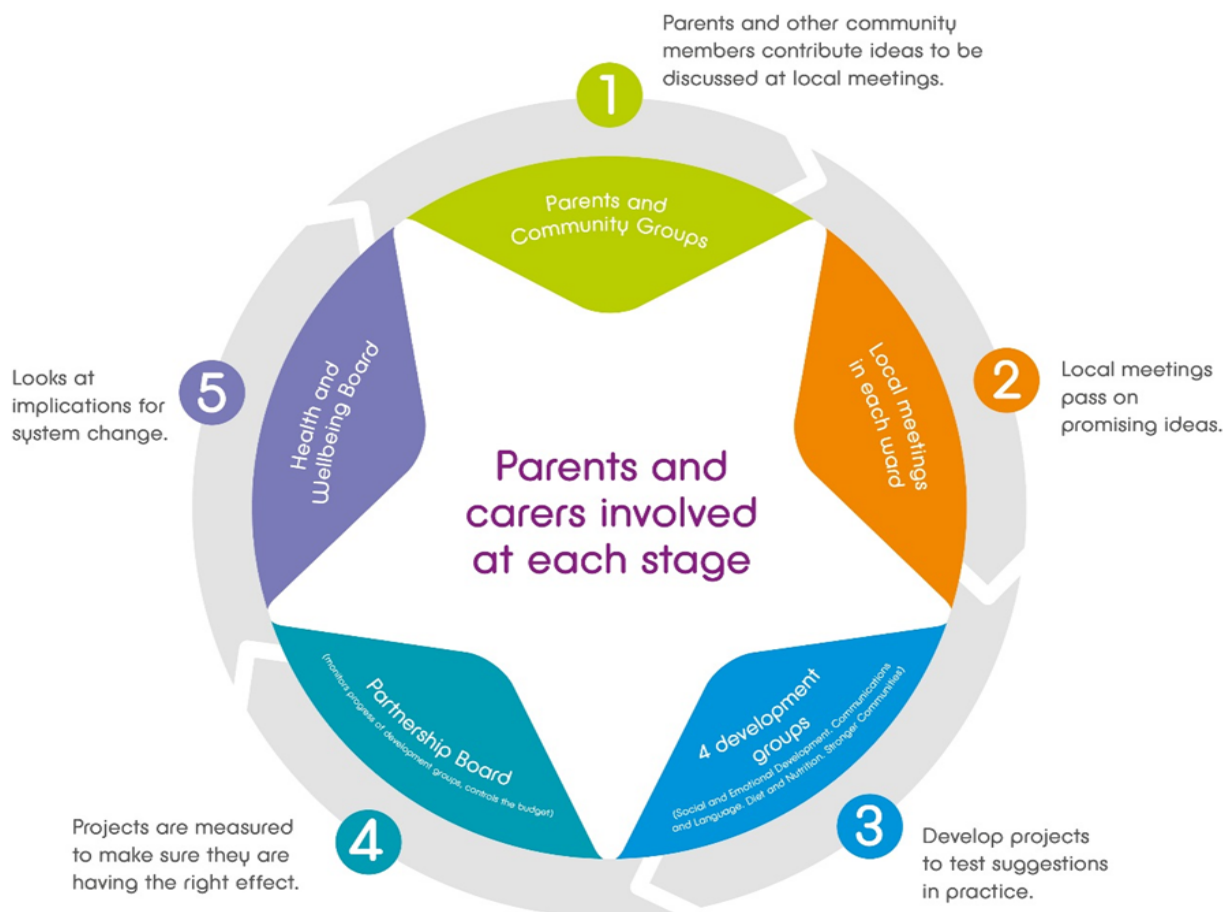 1
Parents and other community
members contribute ideas to be
discussed at local meetings.
Parents and
Community Groups
2
Local meetings
pass on
promising ideas.
Local meetings
in each ward
3
Develop projects
to test suggestions
in practice.
4 development
groups
(Social and Emotional Development, Communications
and Language, Diet and Nutrition, Stronger Communities)
4
Projects are measured
to make sure they are
having the right effect.
Partnership Board
(monitors progress of development groups, controls the budget)
5
Looks at
implications for
system change.
Health and
Wellbeing Board
Parents and
carers involved
at each stage